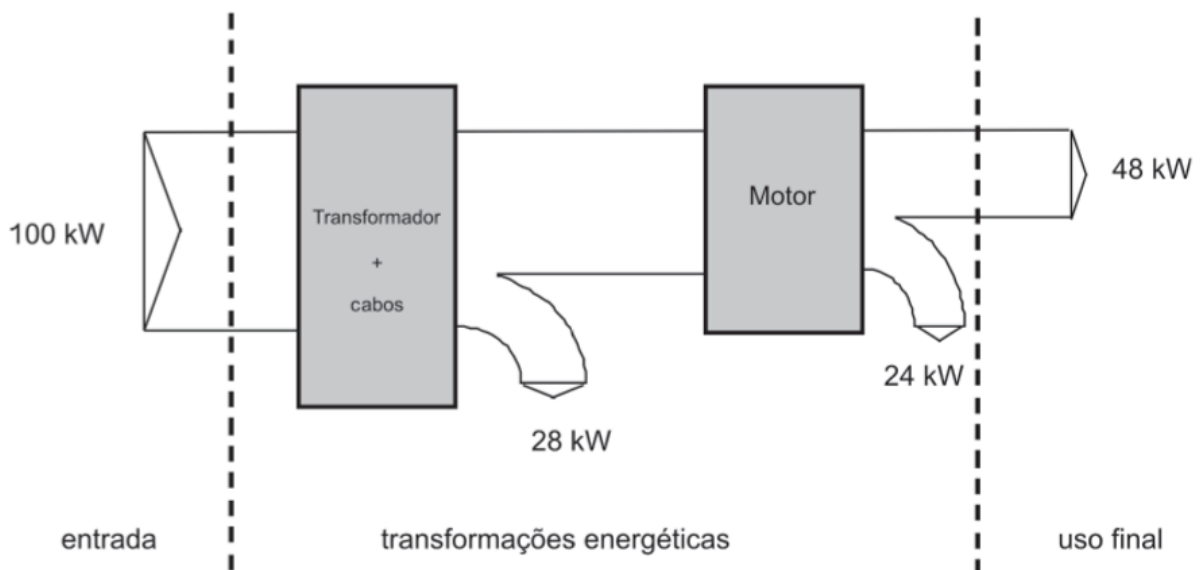 100 kW
Transformador
+
cabos
28 kW
Motor
24 kW
48 kW
entrada
transformações energéticas
uso final